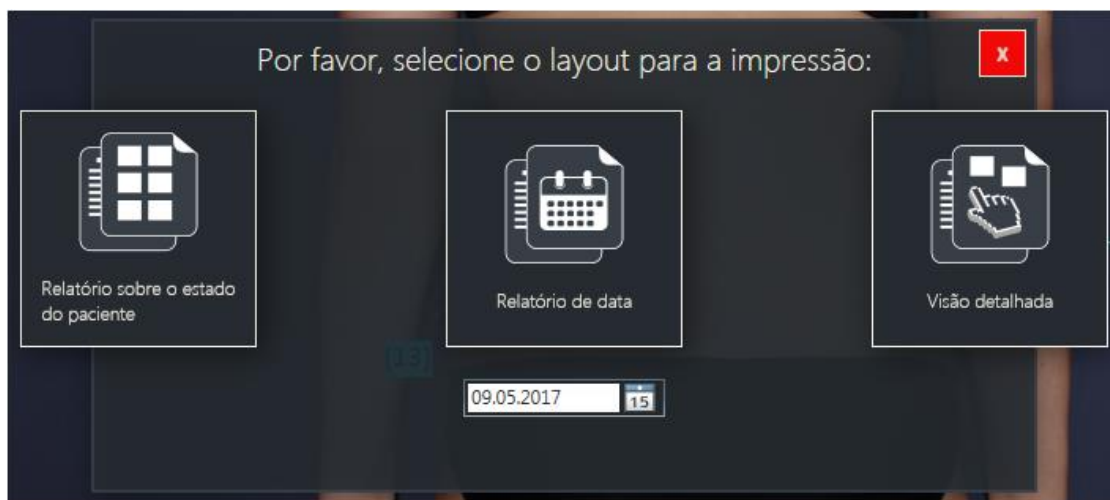 Por favor, selecione o layout para a impressão:
X
Relatório sobre o estado
do paciente
Relatório de data
Visão detalhada
[13]
09.05.2017
15